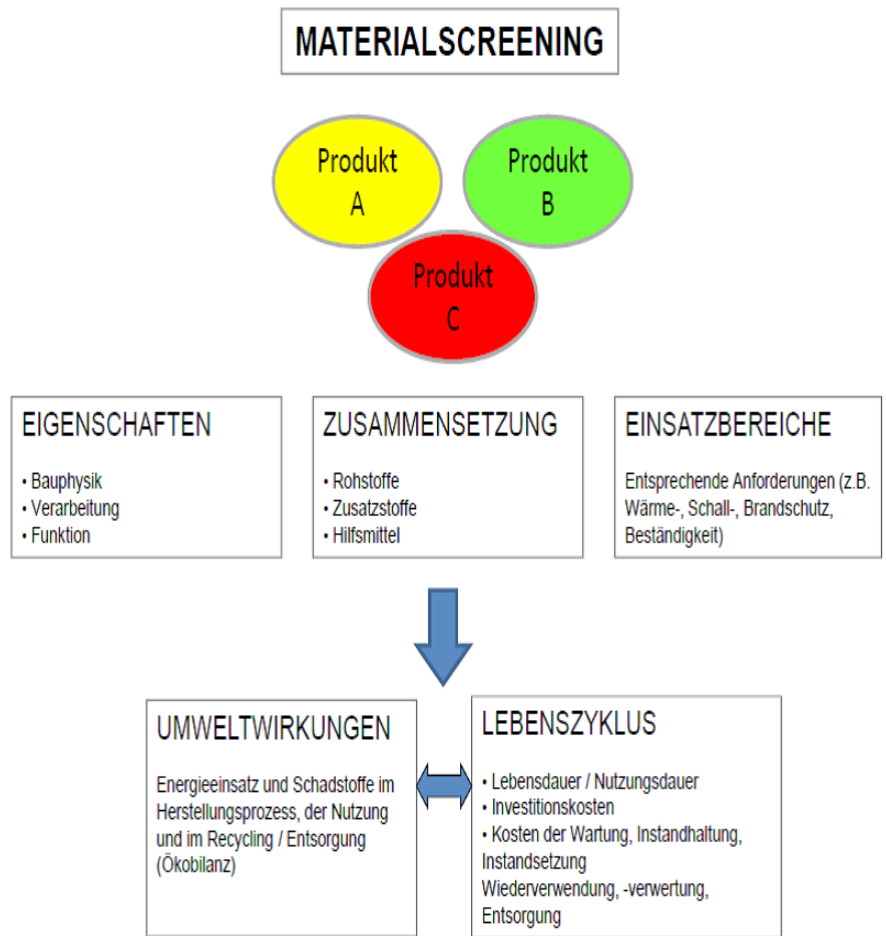 MATERIALSCREENING
Produkt
A
Produkt
B
Produkt
C
EIGENSCHAFTEN
• Bauphysik
• Verarbeitung
• Funktion
ZUSAMMENSETZUNG
• Rohstoffe
• Zusatzstoffe
• Hilfsmittel
EINSATZBEREICHE
Entsprechende Anforderungen (z.B.
Wärme-, Schall-, Brandschutz,
Beständigkeit)
UMWELTWIRKUNGEN
Energieeinsatz und Schadstoffe im
Herstellungsprozess, der Nutzung
und im Recycling / Entsorgung
(Ökobilanz)
LEBENSZYKLUS
• Lebensdauer / Nutzungsdauer
• Investitionskosten
• Kosten der Wartung, Instandhaltung,
Instandsetzung
Wiederverwendung, -verwertung,
Entsorgung